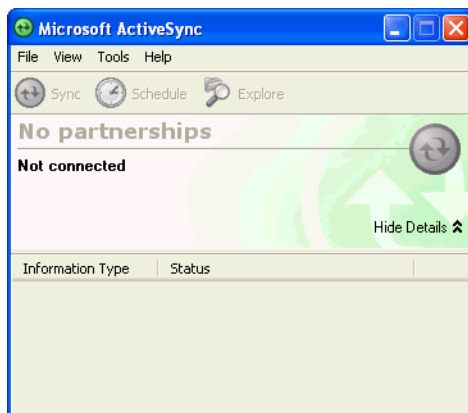 Microsoft ActiveSync
File View Tools Help
Sync Schedule Explore
No partnerships
Not connected
Hide Details
Information Type Status